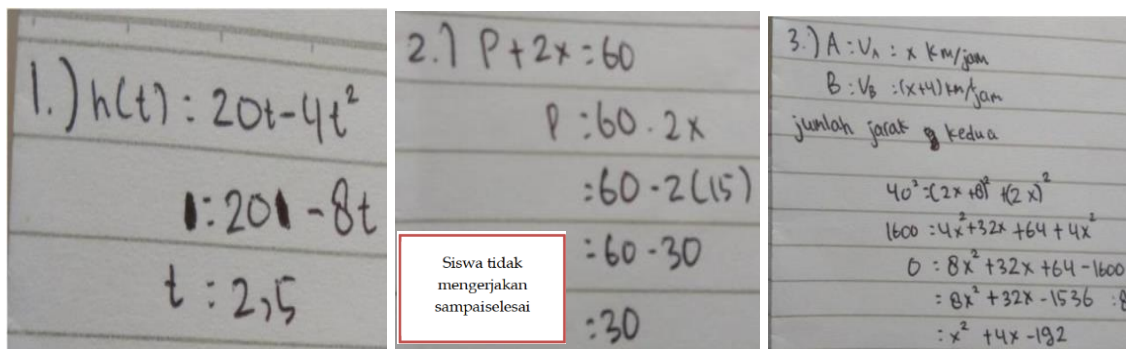 1.) h(t) : 20t - 4t²
: 20 - 8t
t : 2,5
2.) P + 2x = 60
P : 60 - 2x
: 60 - 2(15)
: 60 - 30
: 30
Siswa tidak
mengerjakan
sampaiselesai
3.) A : VA : x km/jam
B : VB : (x+4) km/jam
jumlah jarak kedua
40² : (2x+8)² + (2x)²
1600 : 4x² + 32x + 64 + 4x²
0 : 8x² + 32x + 64 - 1600
= 8x² + 32x - 1536 : 8
: x² + 4x - 192